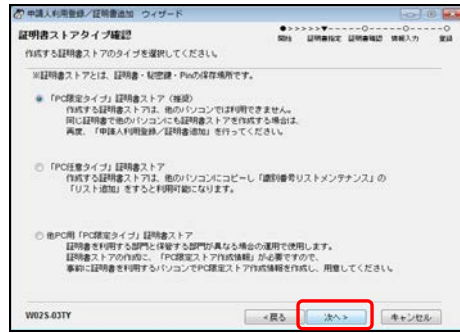 申請人利用登録／証明書追加　ウィザード
証明書ストアタイプ確認
開始　証明書指定　証明書確認　情報入力　登録
作成する証明書ストアのタイプを選択してください。
※証明書ストアとは、証明書・秘密鍵・Pinの保存場所です。
「PC限定タイプ」証明書ストア（推奨）
作成する証明書ストアは、他のパソコンでは利用できません。
同じ証明書で他のパソコンにも証明書ストアを作成する場合は、
再度、「申請人利用登録／証明書追加」を行ってください。
「PC任意タイプ」証明書ストア
作成する証明書ストアは、他のパソコンにコピーし「識別番号リストメンテナンス」の
「リスト追加」をすると利用可能になります。
他PC用「PC限定タイプ」証明書ストア
証明書を利用する部門と保管する部門が異なる場合の運用で使用します。
証明書ストアの作成に、「PC限定ストア作成情報」が必要ですので、
事前に証明書を利用するパソコンでPC限定ストア作成情報を作成し、用意してください。
W02S-03TY
＜戻る　次へ＞　キャンセル